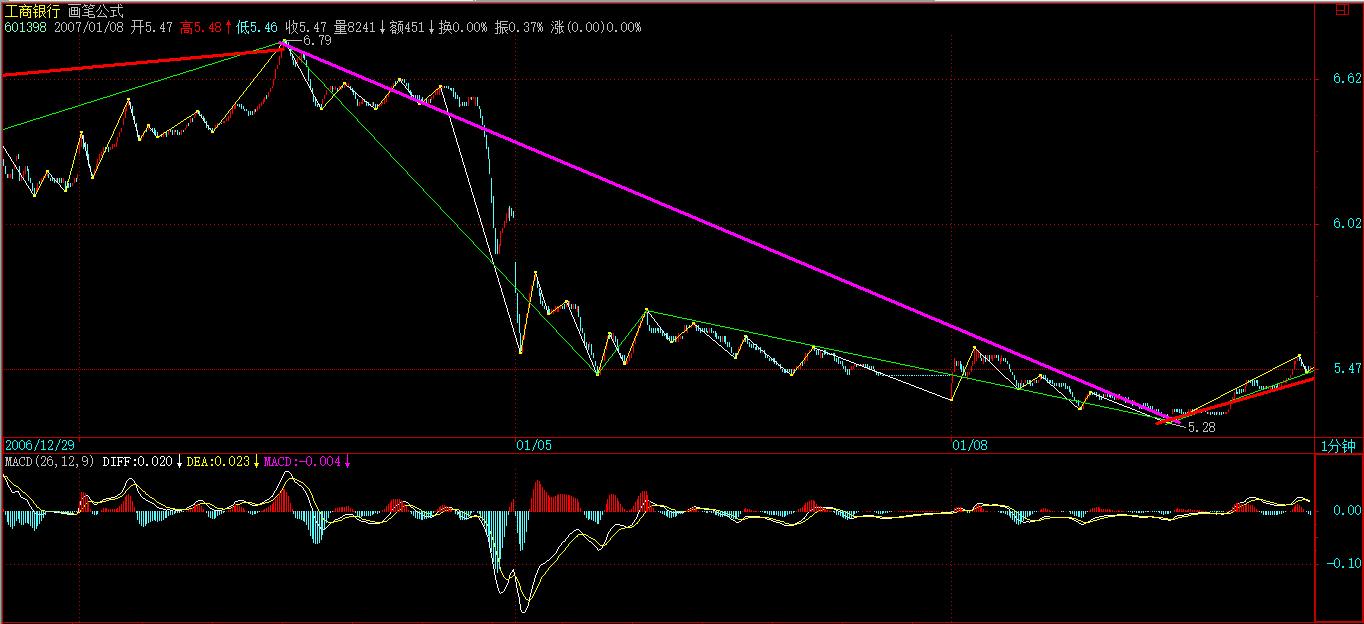 工商银行 画笔公式
601398 2007/01/08 开5.47 高5.48↑低5.46 收5.47 量8241↓额451↓换0.00% 振0.37% 涨(0.00)0.00%
6.79
6.62
6.02
5.47
5.28
2006/12/29 01/05 01/08 1分钟
MACD(26,12,9) DIFF:0.020↓DEA:0.023↓MACD:-0.004↓
0.00
-0.10